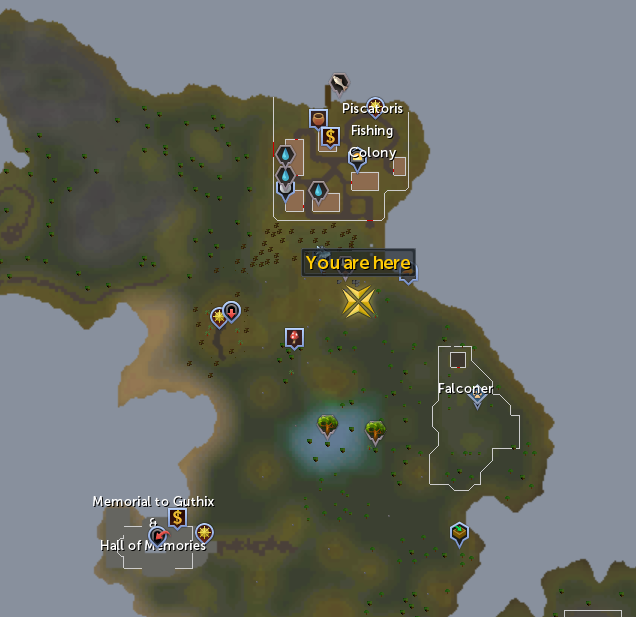 Piscatoris
Fishing
Colony
You are here
Falconer
Memorial to Guthix
&
Hall of Memories